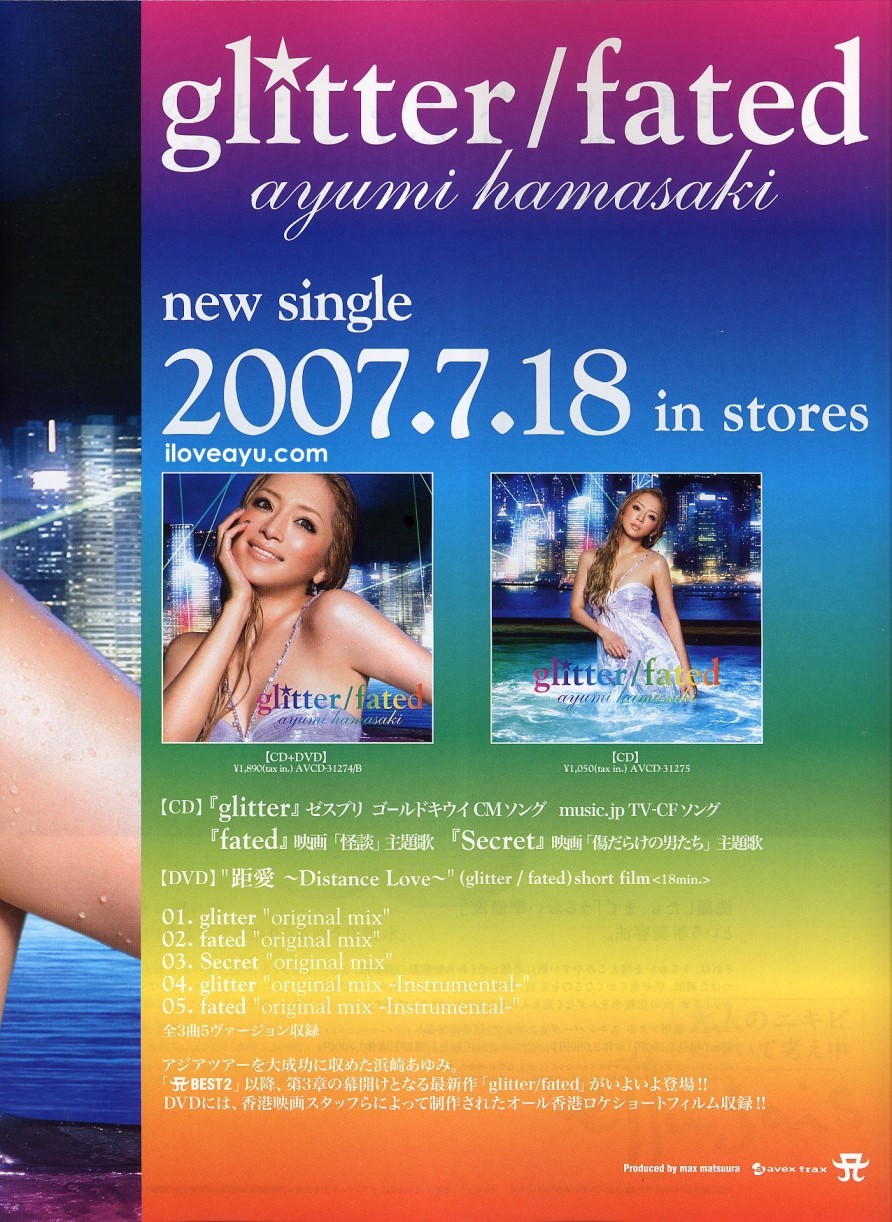 glitter/fated
ayumi hamasaki
new single
2007.7.18 in stores
iloveayu.com
glitter/fated
ayumi hamasaki
glitter/fated
ayumi hamasaki
【CD+DVD】
¥1,890(tax in.) AVCD-31274/B
【CD】
¥1,050(tax in.) AVCD-31275
【CD】『glitter』ゼスプリ ゴールドキウイ CMソング music.jp TV-CFソング
『fated』映画「怪談」主題歌 『Secret』映画「傷だらけの男たち」主題歌
【DVD】"距愛 ~Distance Love~" (glitter / fated) short film <18min.>
01. glitter "original mix"
02. fated "original mix"
03. Secret "original mix"
04. glitter "original mix -Instrumental-"
05. fated "original mix -Instrumental-"
全3曲5ヴァージョン収録
アジアツアーを大成功に収めた浜崎あゆみ。
「A BEST2」以降、第3章の幕開けとなる最新作「glitter/fated」がいよいよ登場!!
DVDには、香港映画スタッフらによって制作されたオール香港ロケショートフィルム収録!!
Produced by max matsuura avex trax A